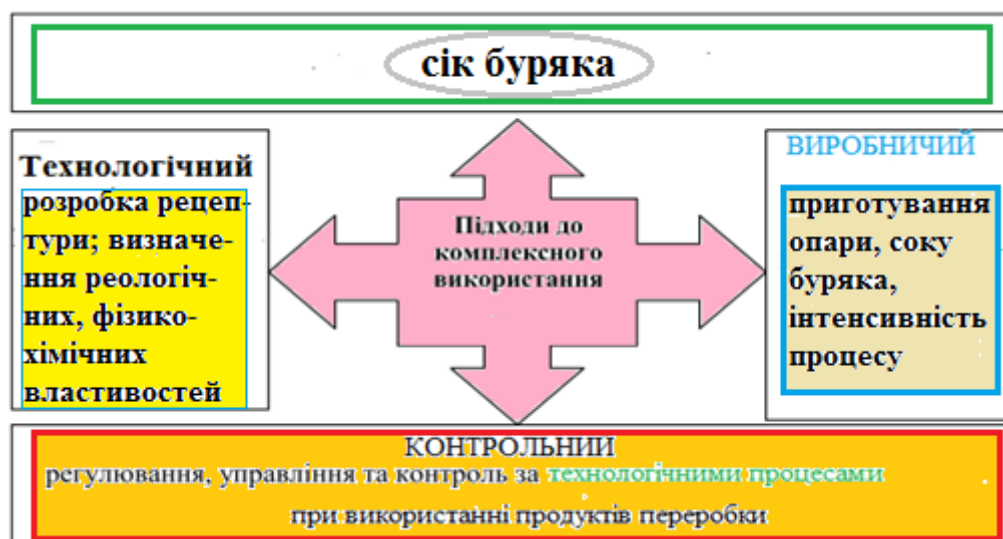 сік буряка
Технологічний
розробка рецеп-
тури; визначе-
ння реологіч-
них, фізико-
хімічних
властивостей
Підходи до
комплексного
використання
ВИРОБНИЧИЙ
приготування
опари, соку
буряка,
інтенсивність
процесу
КОНТРОЛЬНИЙ
регулювання, управління та контроль за технологічними процесами
при використанні продуктів переробки